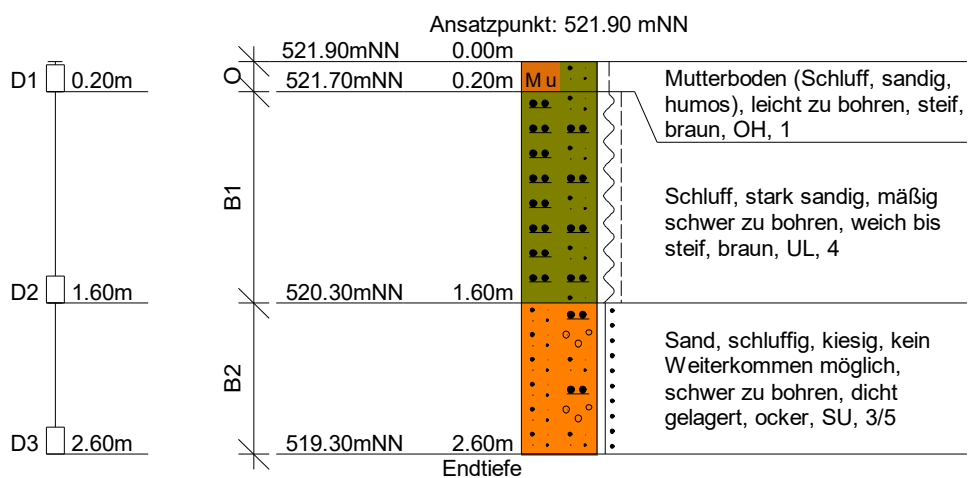 Ansatzpunkt: 521.90 mNN
521.90mNN 0.00m
D1 0.20m O 521.70mNN 0.20m Mu
Mutterboden (Schluff, sandig,
humos), leicht zu bohren, steif,
braun, OH, 1
B1
Schluff, stark sandig, mäßig
schwer zu bohren, weich bis
steif, braun, UL, 4
D2 1.60m 520.30mNN 1.60m
B2
Sand, schluffig, kiesig, kein
Weiterkommen möglich,
schwer zu bohren, dicht
gelagert, ocker, SU, 3/5
D3 2.60m 519.30mNN 2.60m
Endtiefe